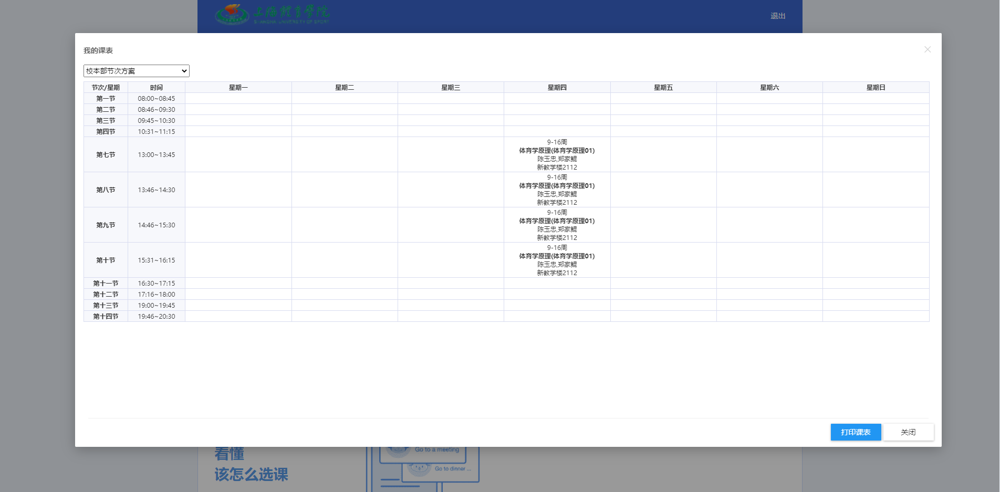 上海體育學院
SHANGHAI UNIVERSITY OF SPORT
退出
我的课表
校本部节次方案
节次/星期 时间 星期一 星期二 星期三 星期四 星期五 星期六 星期日
第一节 08:00~08:45
第二节 08:46~09:30
第三节 09:45~10:30
第四节 10:31~11:15
9-16周
体育学原理(体育学原理01)
第七节 13:00~13:45
陈玉忠,郑家鲲
新教学楼2112
9-16周
体育学原理(体育学原理01)
第八节 13:46~14:30
陈玉忠,郑家鲲
新教学楼2112
9-16周
体育学原理(体育学原理01)
第九节 14:46~15:30
陈玉忠,郑家鲲
新教学楼2112
9-16周
体育学原理(体育学原理01)
第十节 15:31~16:15
陈玉忠,郑家鲲
新教学楼2112
第十一节 16:30~17:15
第十二节 17:16~18:00
第十三节 19:00~19:45
第十四节 19:46~20:30
打印课表 关闭
看懂
该怎么选课
Go to a meeting
Go to dinner ...